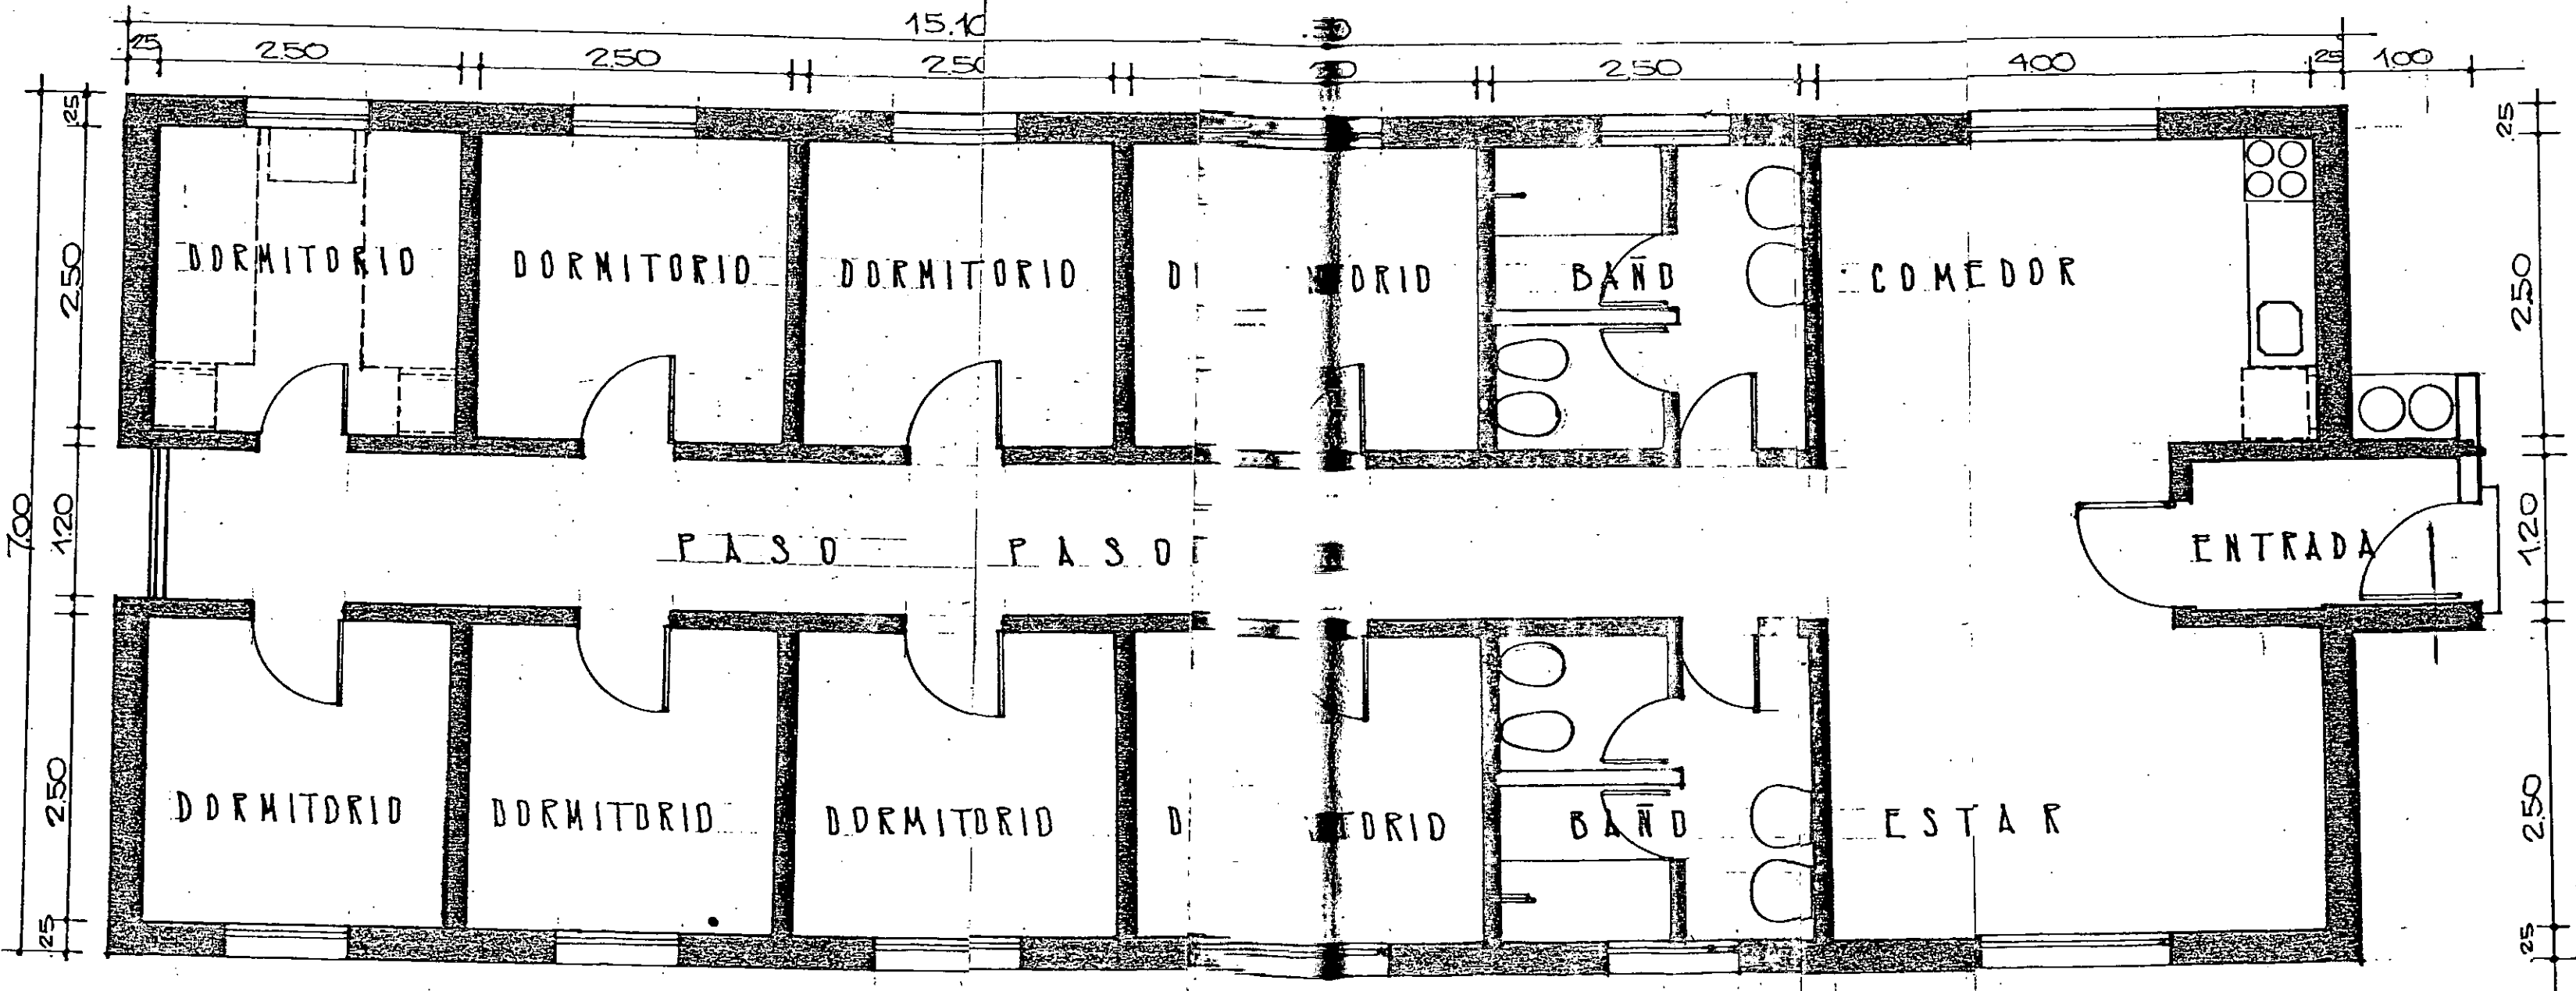 15.10
.25 2.50 2.50 2.50 2.50 4.00 25 1.00
25 25
DORMITORIO DORMITORIO DORMITORIO BAÑO COMEDOR
2.50 2.50
7.00 1.20 PASO PASO ENTRADA 1.20
DORMITORIO DORMITORIO DORMITORIO BAÑO ESTAR
2.50 2.50
25 25